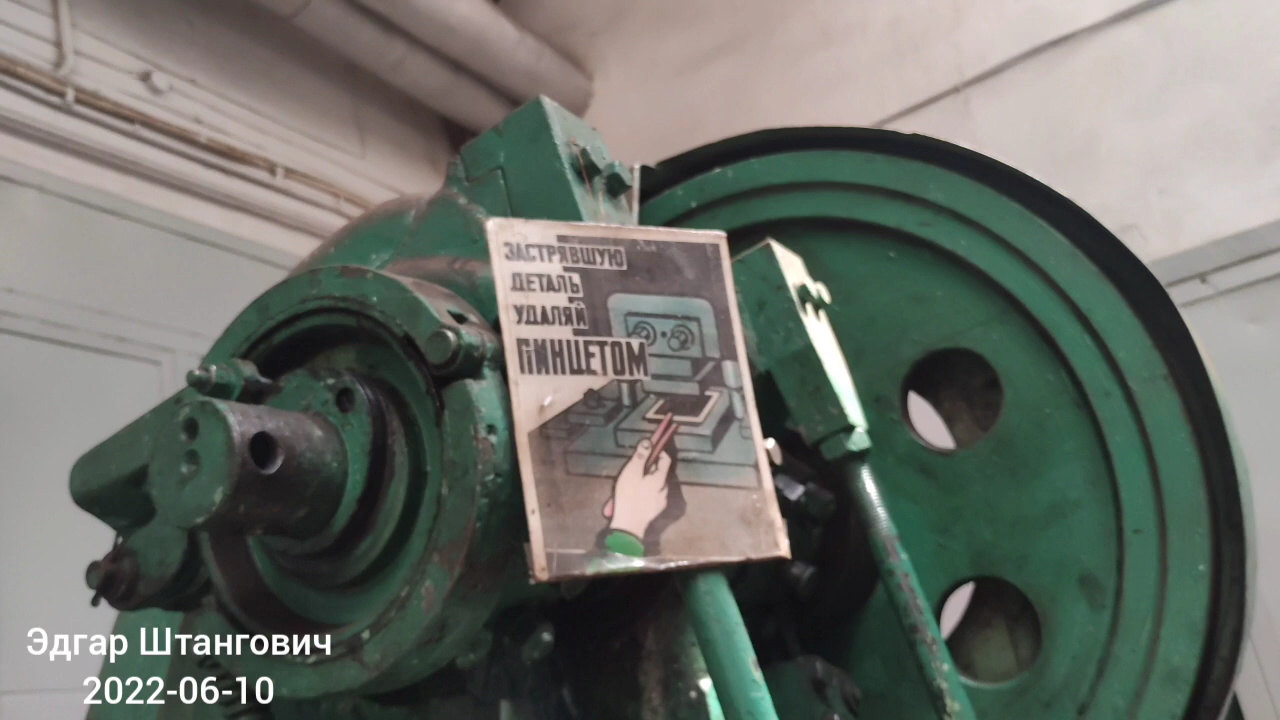 ЗАСТРЯВШУЮ
ДЕТАЛЬ
УДАЛЯЙ
ПИНЦЕТОМ
Эдгар Штангович
2022-06-10